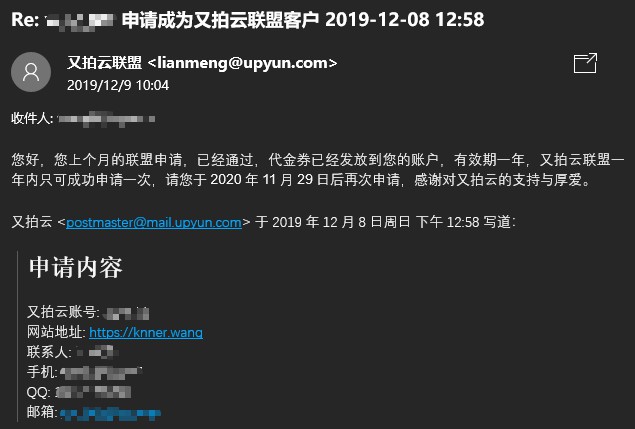 Re: 申请成为又拍云联盟客户 2019-12-08 12:58
又拍云联盟 <lianmeng@upyun.com>
2019/12/9 10:04
收件人:
您好，您上个月的联盟申请，已经通过，代金券已经发放到您的账户，有效期一年，又拍云联盟一
年内只可成功申请一次，请您于 2020 年 11 月 29 日后再次申请，感谢对又拍云的支持与厚爱。
又拍云 <postmaster@mail.upyun.com> 于 2019 年 12 月 8 日周日 下午 12:58 写道：
申请内容
又拍云账号:
网站地址: https://knner.wang
联系人:
手机:
QQ:
邮箱: